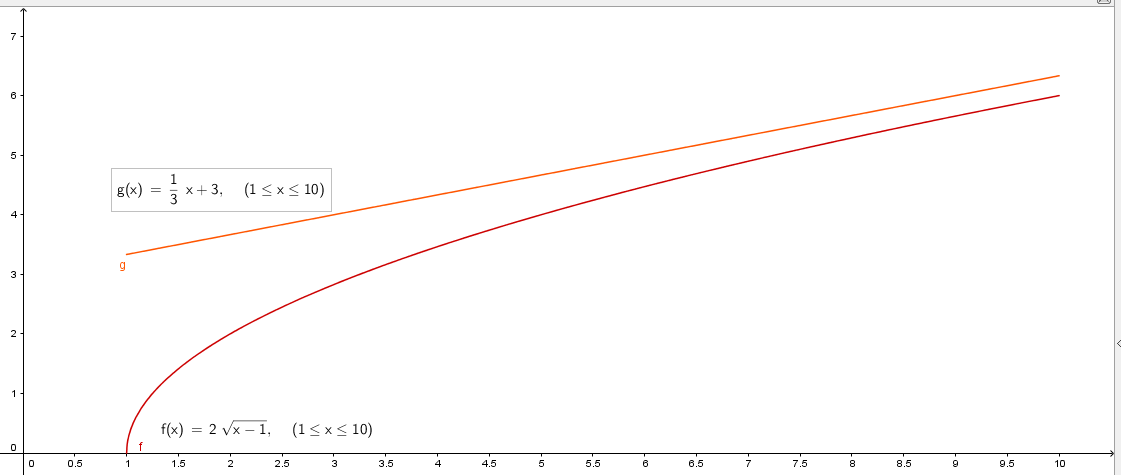 7
6
5
g(x) = 1/3 x + 3, (1 ≤ x ≤ 10)
4
g
3
2
1
f(x) = 2 √(x − 1), (1 ≤ x ≤ 10)
0 f
0 0.5 1 1.5 2 2.5 3 3.5 4 4.5 5 5.5 6 6.5 7 7.5 8 8.5 9 9.5 10